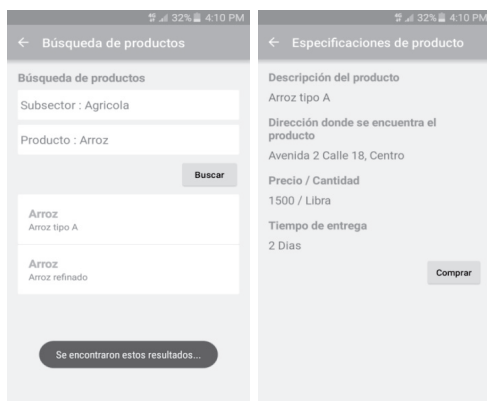 32% 4:10 PM
← Búsqueda de productos
Búsqueda de productos
Subsector : Agricola
Producto : Arroz
Buscar
Arroz
Arroz tipo A
Arroz
Arroz refinado
Se encontraron estos resultados...
32% 4:10 PM
← Especificaciones de producto
Descripción del producto
Arroz tipo A
Dirección donde se encuentra el
producto
Avenida 2 Calle 18, Centro
Precio / Cantidad
1500 / Libra
Tiempo de entrega
2 Dias
Comprar